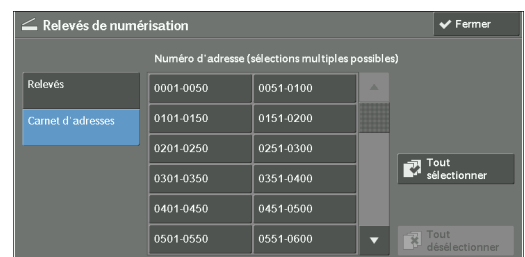 Relevés de numérisation
Fermer
Numéro d'adresse (sélections multiples possibles)
Relevés
Carnet d'adresses
0001-0050 0051-0100
0101-0150 0151-0200
0201-0250 0251-0300
0301-0350 0351-0400
0401-0450 0451-0500
0501-0550 0551-0600
Tout
sélectionner
Tout
désélectionner